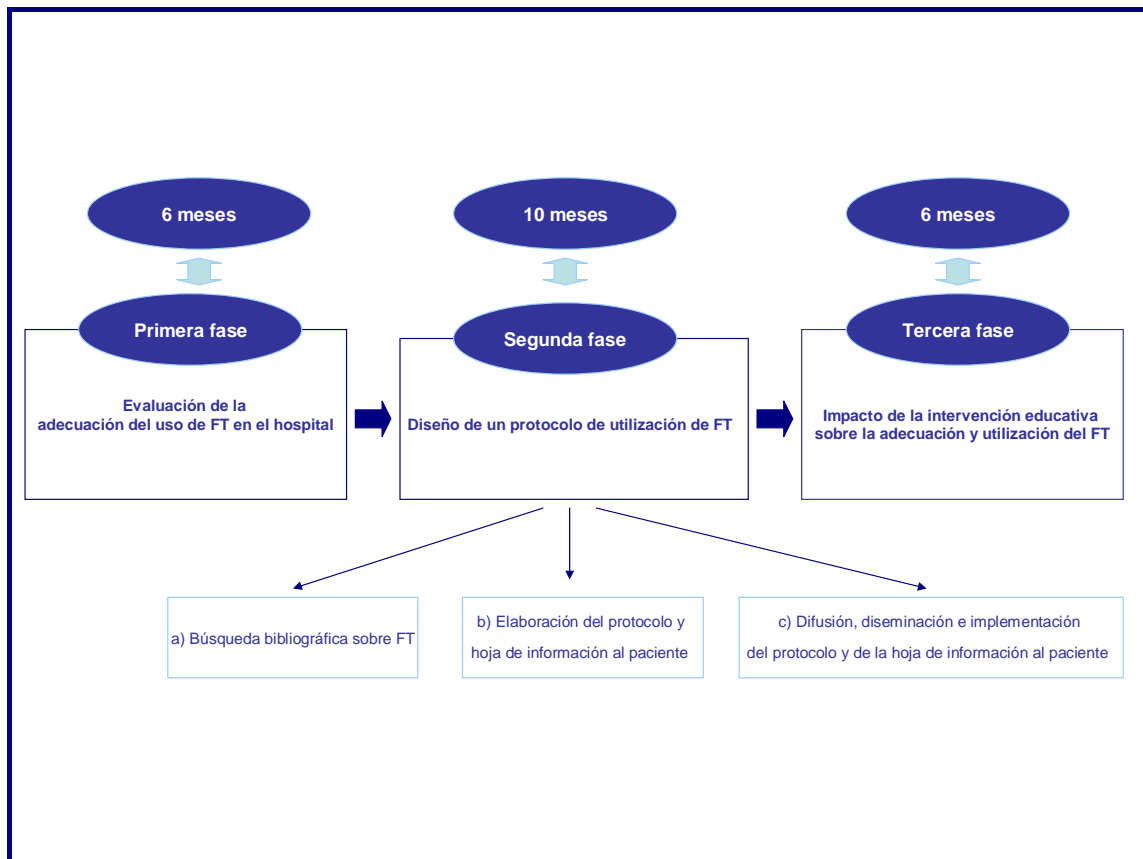 6 meses
10 meses
6 meses
Primera fase
Segunda fase
Tercera fase
Evaluación de la
adecuación del uso de FT en el hospital
Diseño de un protocolo de utilización de FT
Impacto de la intervención educativa
sobre la adecuación y utilización del FT
a) Búsqueda bibliográfica sobre FT
b) Elaboración del protocolo y
hoja de información al paciente
c) Difusión, diseminación e implementación
del protocolo y de la hoja de información al paciente